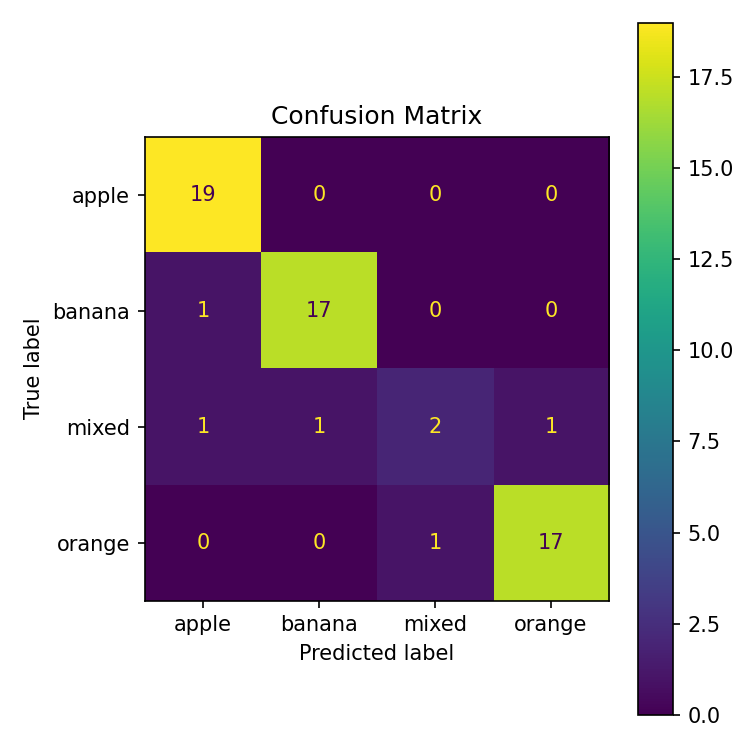 Confusion Matrix
True label
apple 19 0 0 0
banana 1 17 0 0
mixed 1 1 2 1
orange 0 0 1 17
apple banana mixed orange
Predicted label
17.5
15.0
12.5
10.0
7.5
5.0
2.5
0.0